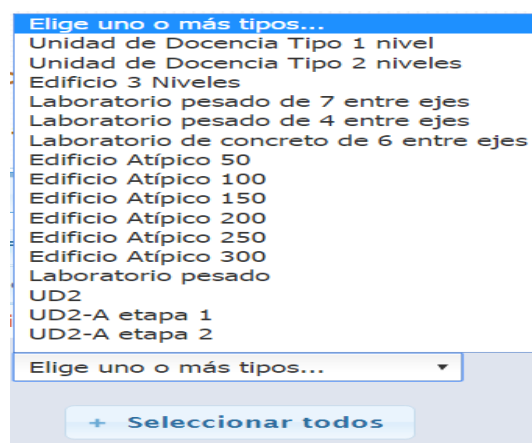 Elige uno o más tipos...
Unidad de Docencia Tipo 1 nivel
Unidad de Docencia Tipo 2 niveles
Edificio 3 Niveles
Laboratorio pesado de 7 entre ejes
Laboratorio pesado de 4 entre ejes
Laboratorio de concreto de 6 entre ejes
Edificio Atípico 50
Edificio Atípico 100
Edificio Atípico 150
Edificio Atípico 200
Edificio Atípico 250
Edificio Atípico 300
Laboratorio pesado
UD2
UD2-A etapa 1
UD2-A etapa 2
Elige uno o más tipos...
+ Seleccionar todos